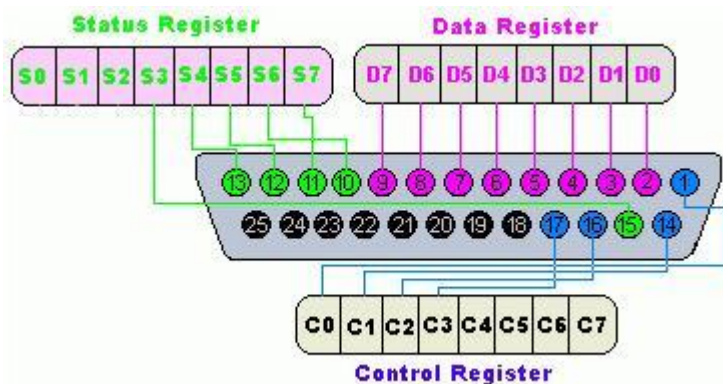 Status Register
Data Register
S0 S1 S2 S3 S4 S5 S6 S7
D7 D6 D5 D4 D3 D2 D1 D0
13 12 11 10 9 8 7 6 5 4 3 2 1
25 24 23 22 21 20 19 18 17 16 15 14
C0 C1 C2 C3 C4 C5 C6 C7
Control Register